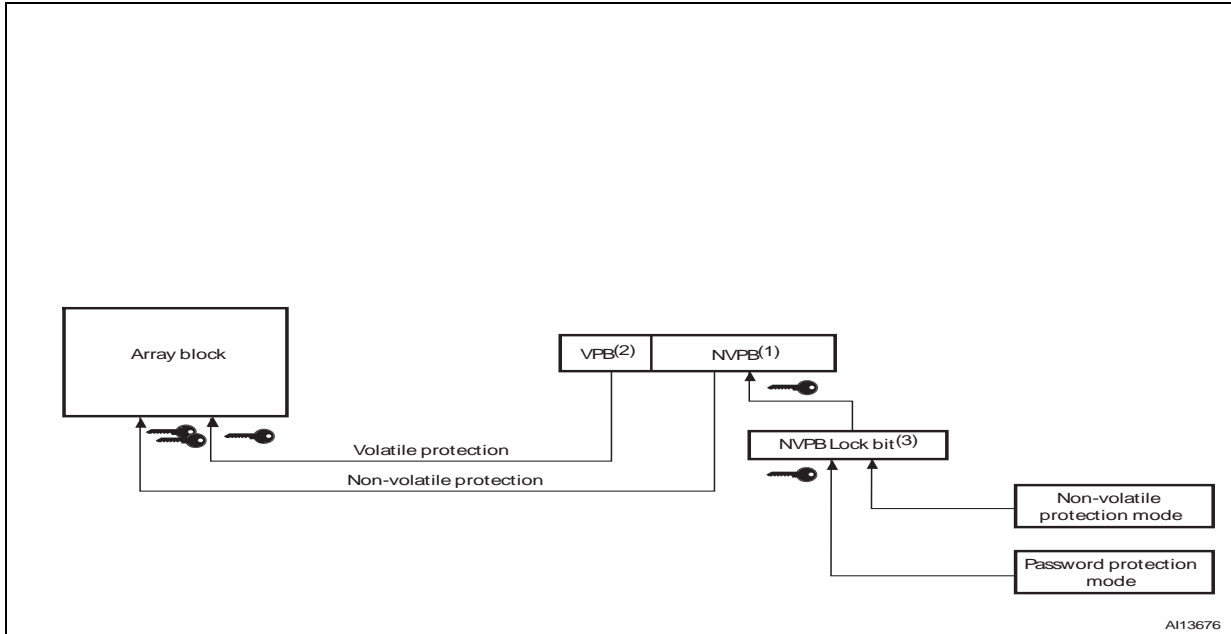 Array block
VPB(2)
NVPB(1)
NVPB Lock bit(3)
Volatile protection
Non-volatile protection
Non-volatile
protection mode
Password protection
mode
AI13676